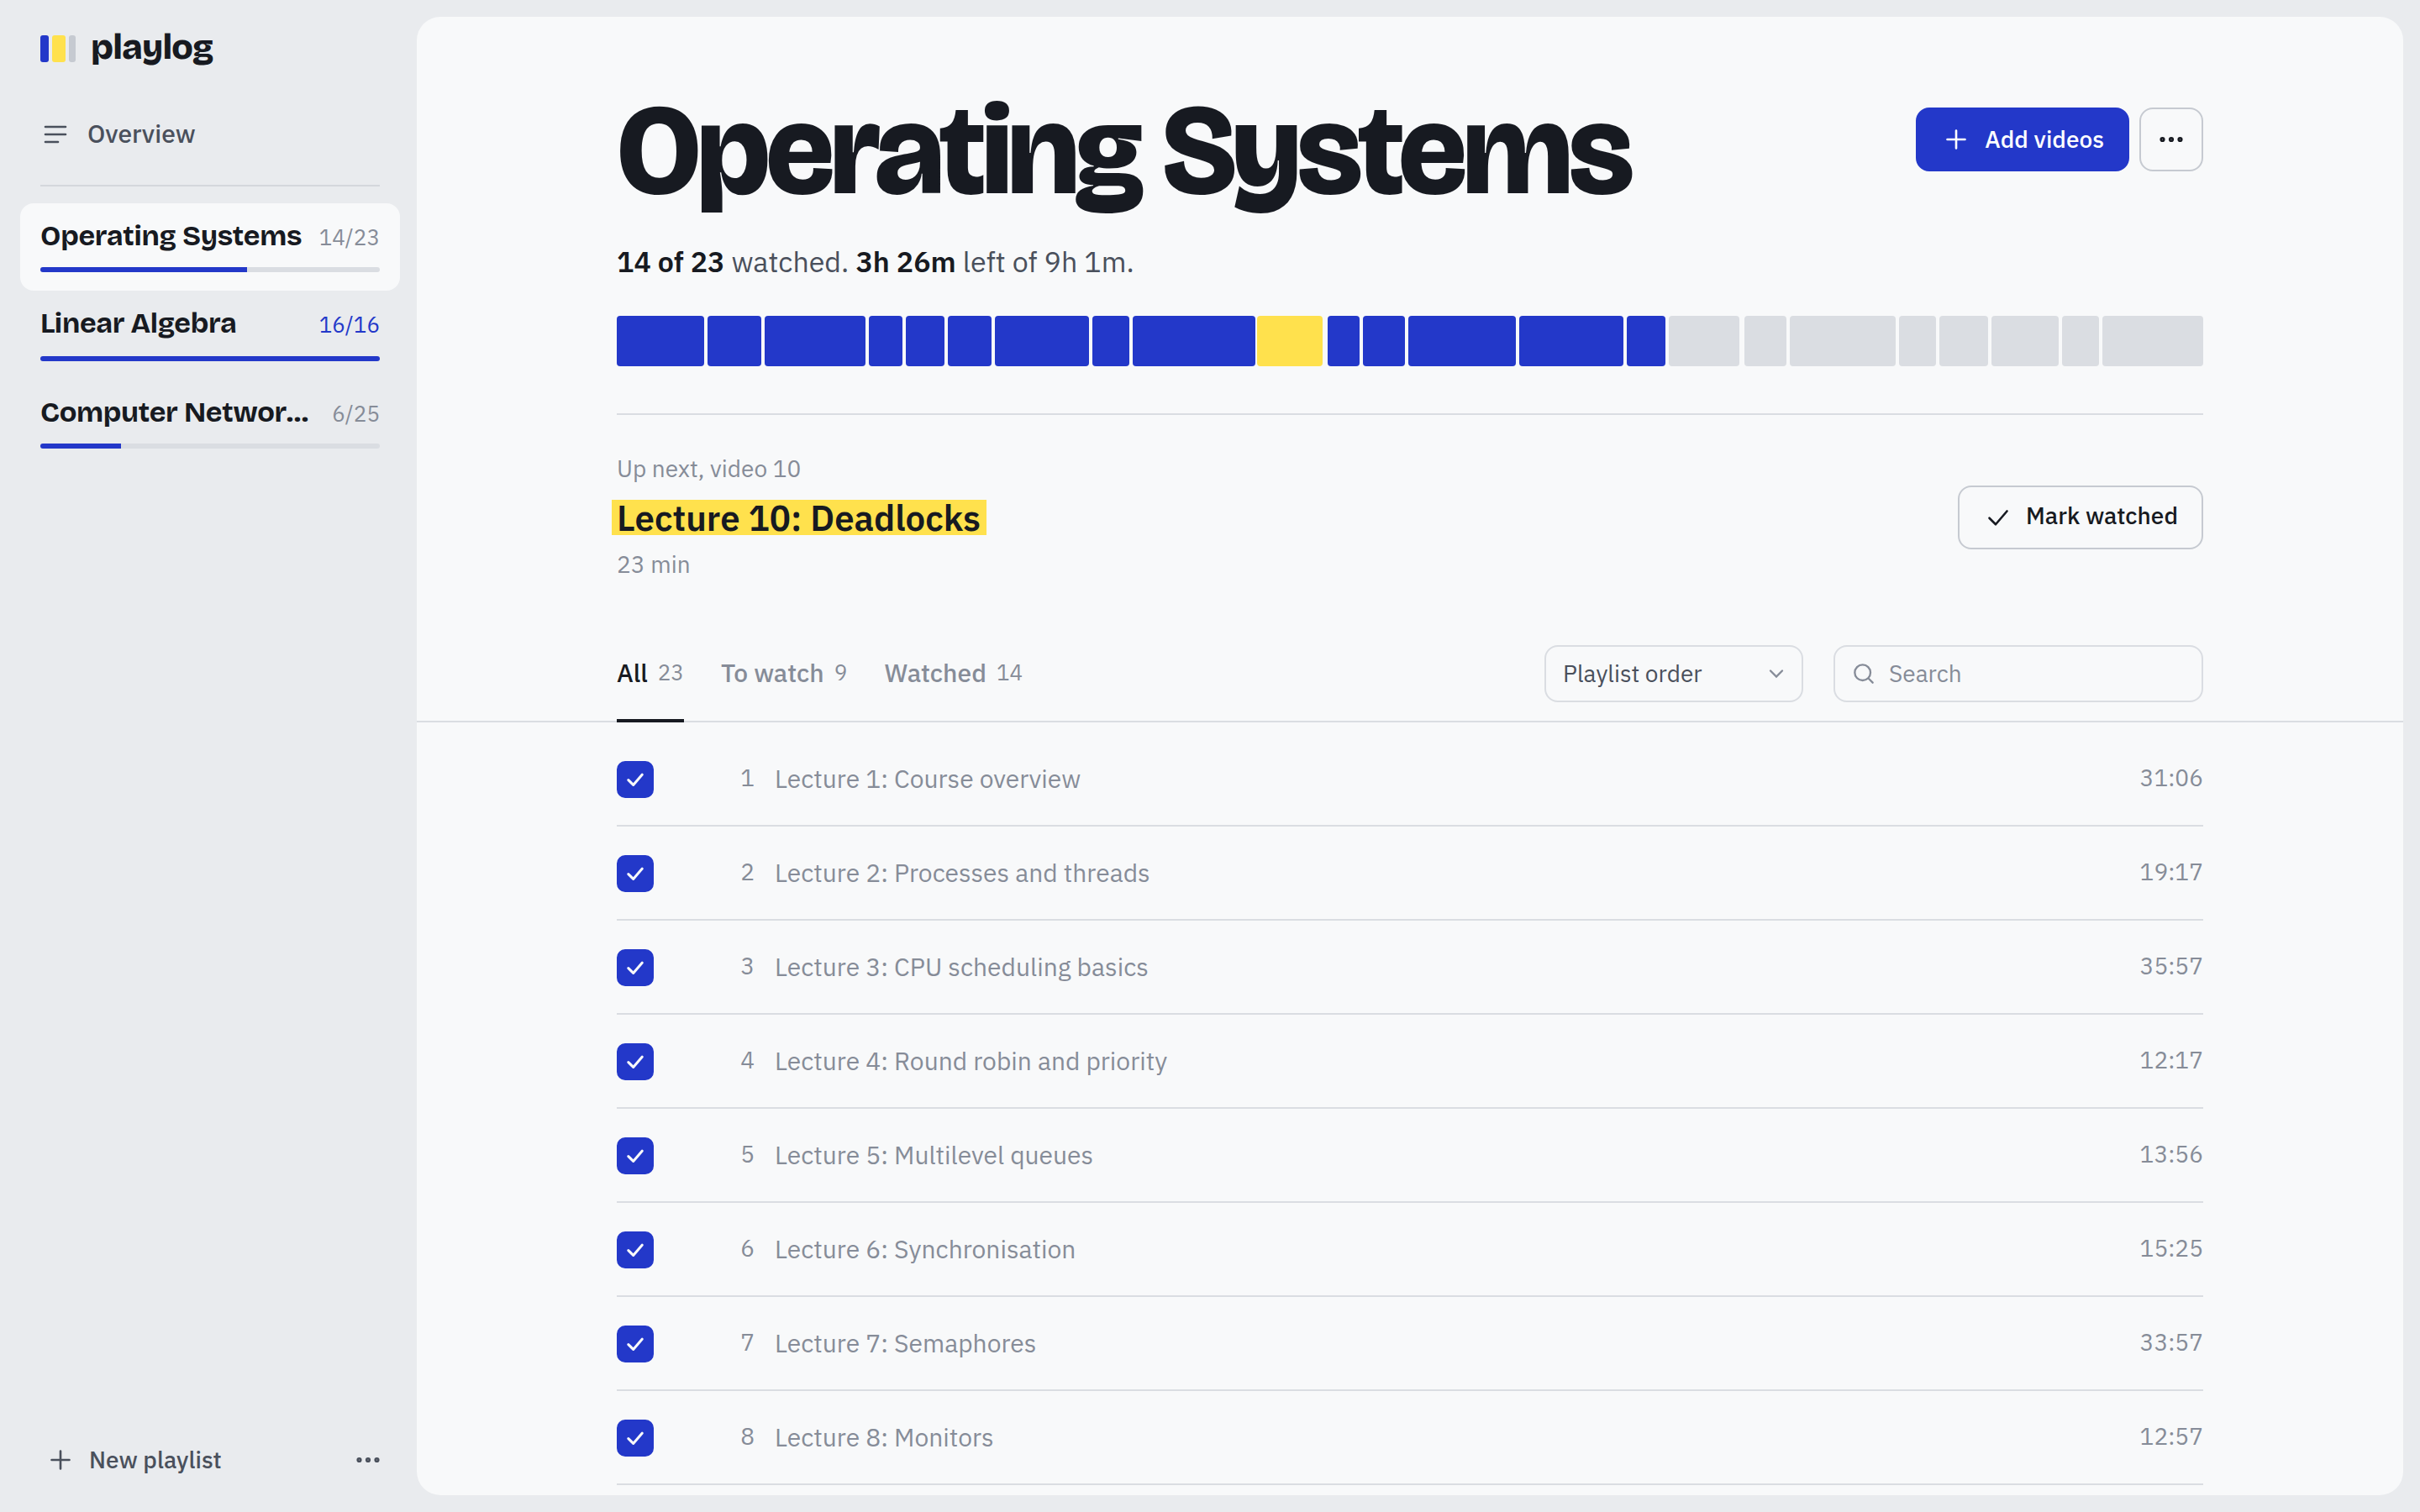 playlog
Overview
Operating Systems 14/23
Linear Algebra 16/16
Computer Networ... 6/25
New playlist
Operating Systems
Add videos
14 of 23 watched. 3h 26m left of 9h 1m.
Up next, video 10
Lecture 10: Deadlocks
23 min
Mark watched
All 23 To watch 9 Watched 14
Playlist order
Search
1 Lecture 1: Course overview 31:06
2 Lecture 2: Processes and threads 19:17
3 Lecture 3: CPU scheduling basics 35:57
4 Lecture 4: Round robin and priority 12:17
5 Lecture 5: Multilevel queues 13:56
6 Lecture 6: Synchronisation 15:25
7 Lecture 7: Semaphores 33:57
8 Lecture 8: Monitors 12:57